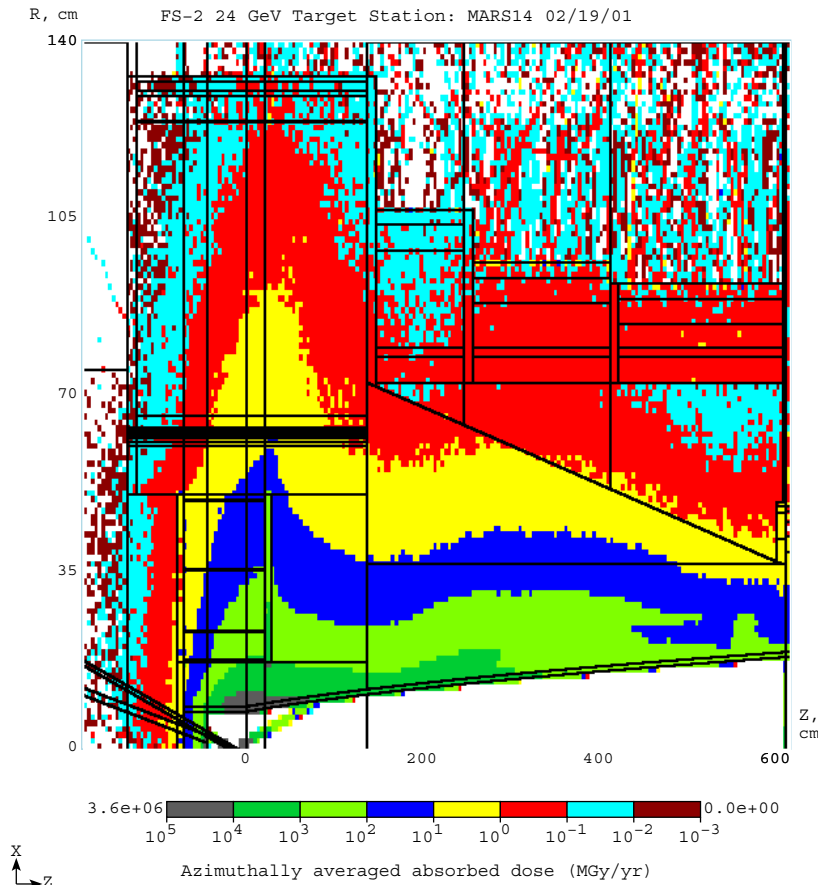 R, cm
FS-2 24 GeV Target Station: MARS14 02/19/01
140
105
70
35
0
0
200
400
600
Z,
cm
3.6e+06
0.0e+00
10^5
10^4
10^3
10^2
10^1
10^0
10^-1
10^-2
10^-3
Azimuthally averaged absorbed dose (MGy/yr)
X
Z